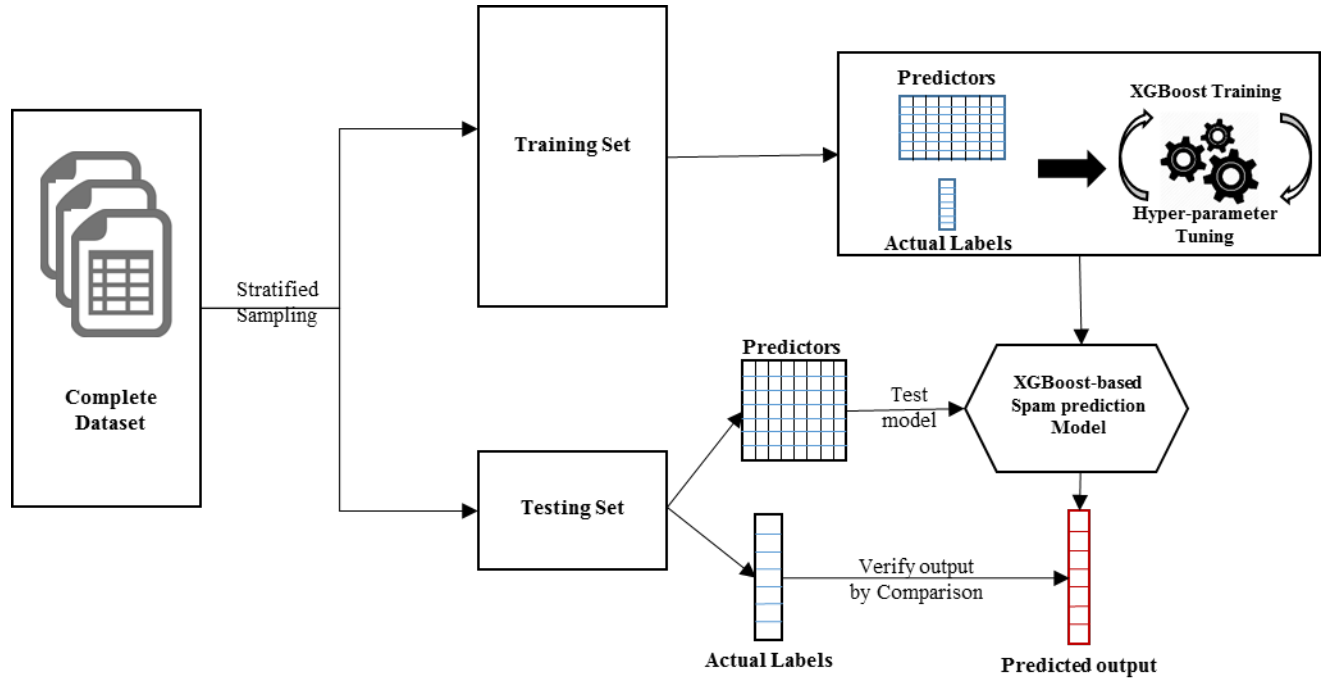 Complete
Dataset
Stratified
Sampling
Training Set
Predictors
Actual Labels
XGBoost Training
Hyper-parameter
Tuning
Testing Set
Predictors
Test
model
XGBoost-based
Spam prediction
Model
Actual Labels
Verify output
by Comparison
Predicted output